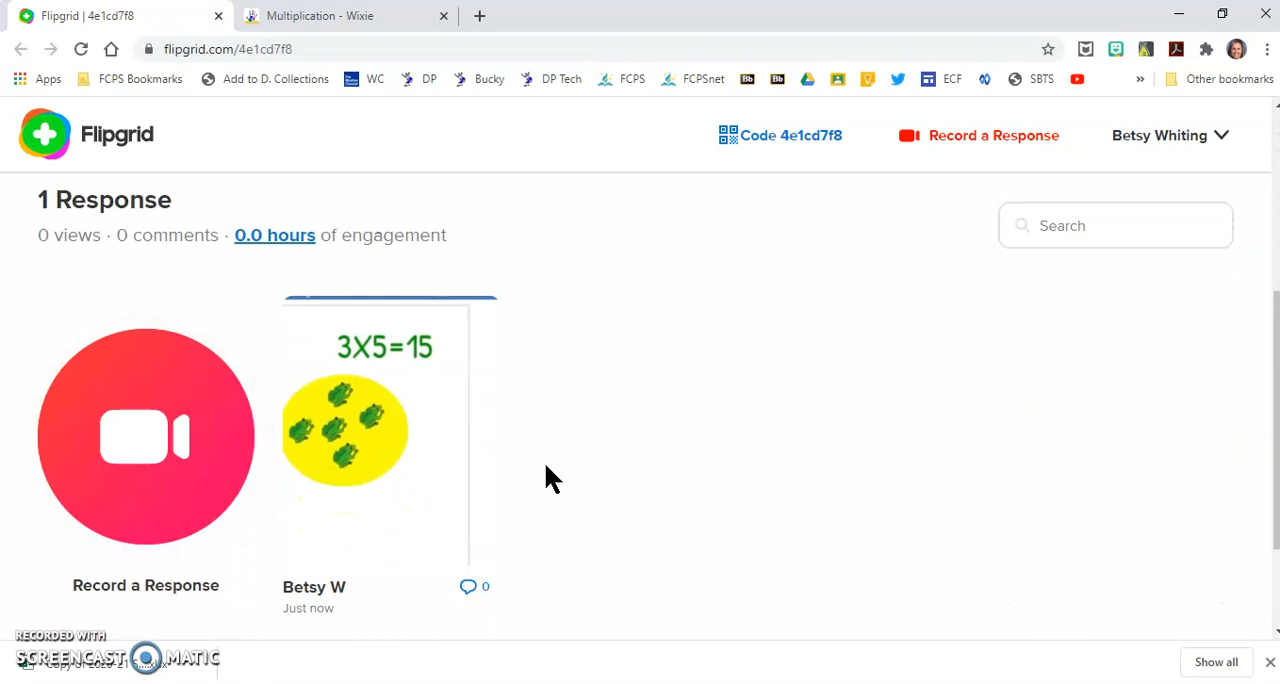 Flipgrid | 4e1cd7f8
Multiplication - Wixie
flipgrid.com/4e1cd7f8
Apps FCPS Bookmarks Add to D. Collections WC DP Bucky DP Tech FCPS FCPSnet Bb Bb ECF SBTS » Other bookmarks
Flipgrid
Code 4e1cd7f8
Record a Response
Betsy Whiting
1 Response
0 views · 0 comments · 0.0 hours of engagement
Search
3X5=15
Record a Response
Betsy W
0
Just now
RECORDED WITH
SCREENCAST MATIC
Show all